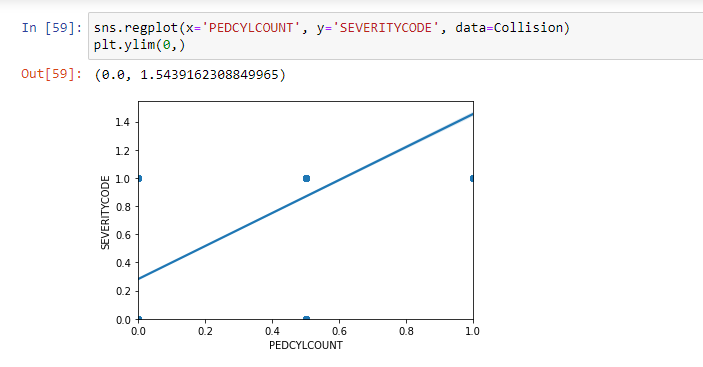 In [59]: sns.regplot(x='PEDCYLCOUNT', y='SEVERITYCODE', data=Collision)
plt.ylim(0,)
Out[59]: (0.0, 1.5439162308849965)
1.4
1.2
1.0
0.8
0.6
0.4
0.2
0.0
SEVERITYCODE
0.0 0.2 0.4 0.6 0.8 1.0
PEDCYLCOUNT